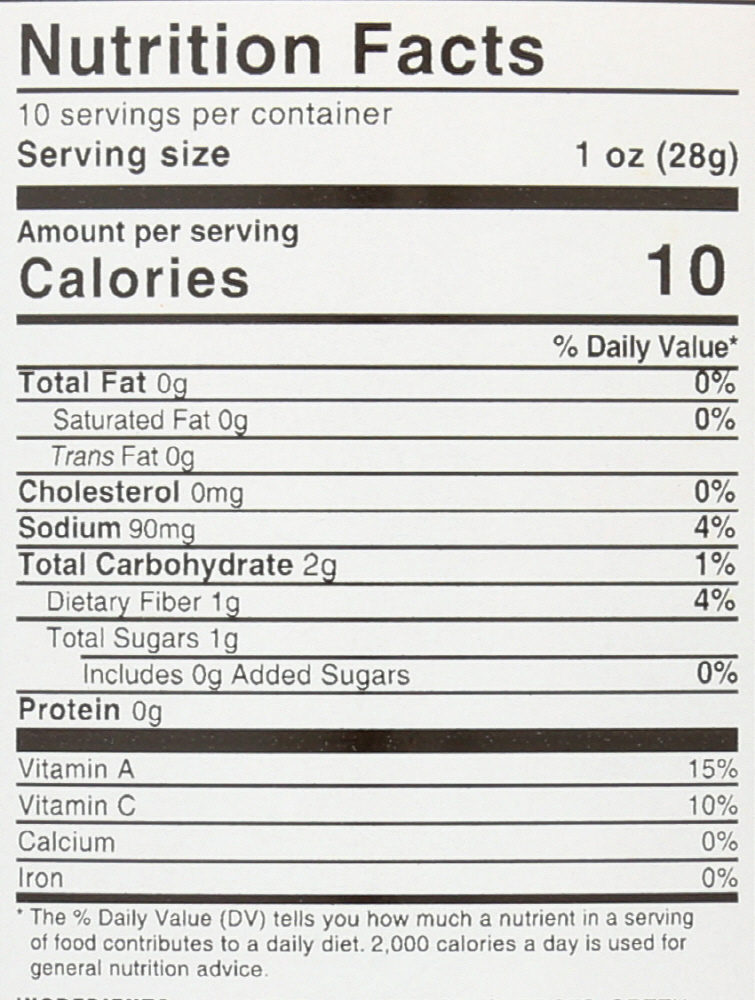 Nutrition Facts
10 servings per container
Serving size 1 oz (28g)
Amount per serving
Calories 10
% Daily Value*
Total Fat 0g 0%
Saturated Fat 0g 0%
Trans Fat 0g
Cholesterol 0mg 0%
Sodium 90mg 4%
Total Carbohydrate 2g 1%
Dietary Fiber 1g 4%
Total Sugars 1g
Includes 0g Added Sugars 0%
Protein 0g
Vitamin A 15%
Vitamin C 10%
Calcium 0%
Iron 0%
* The % Daily Value (DV) tells you how much a nutrient in a serving
of food contributes to a daily diet. 2,000 calories a day is used for
general nutrition advice.